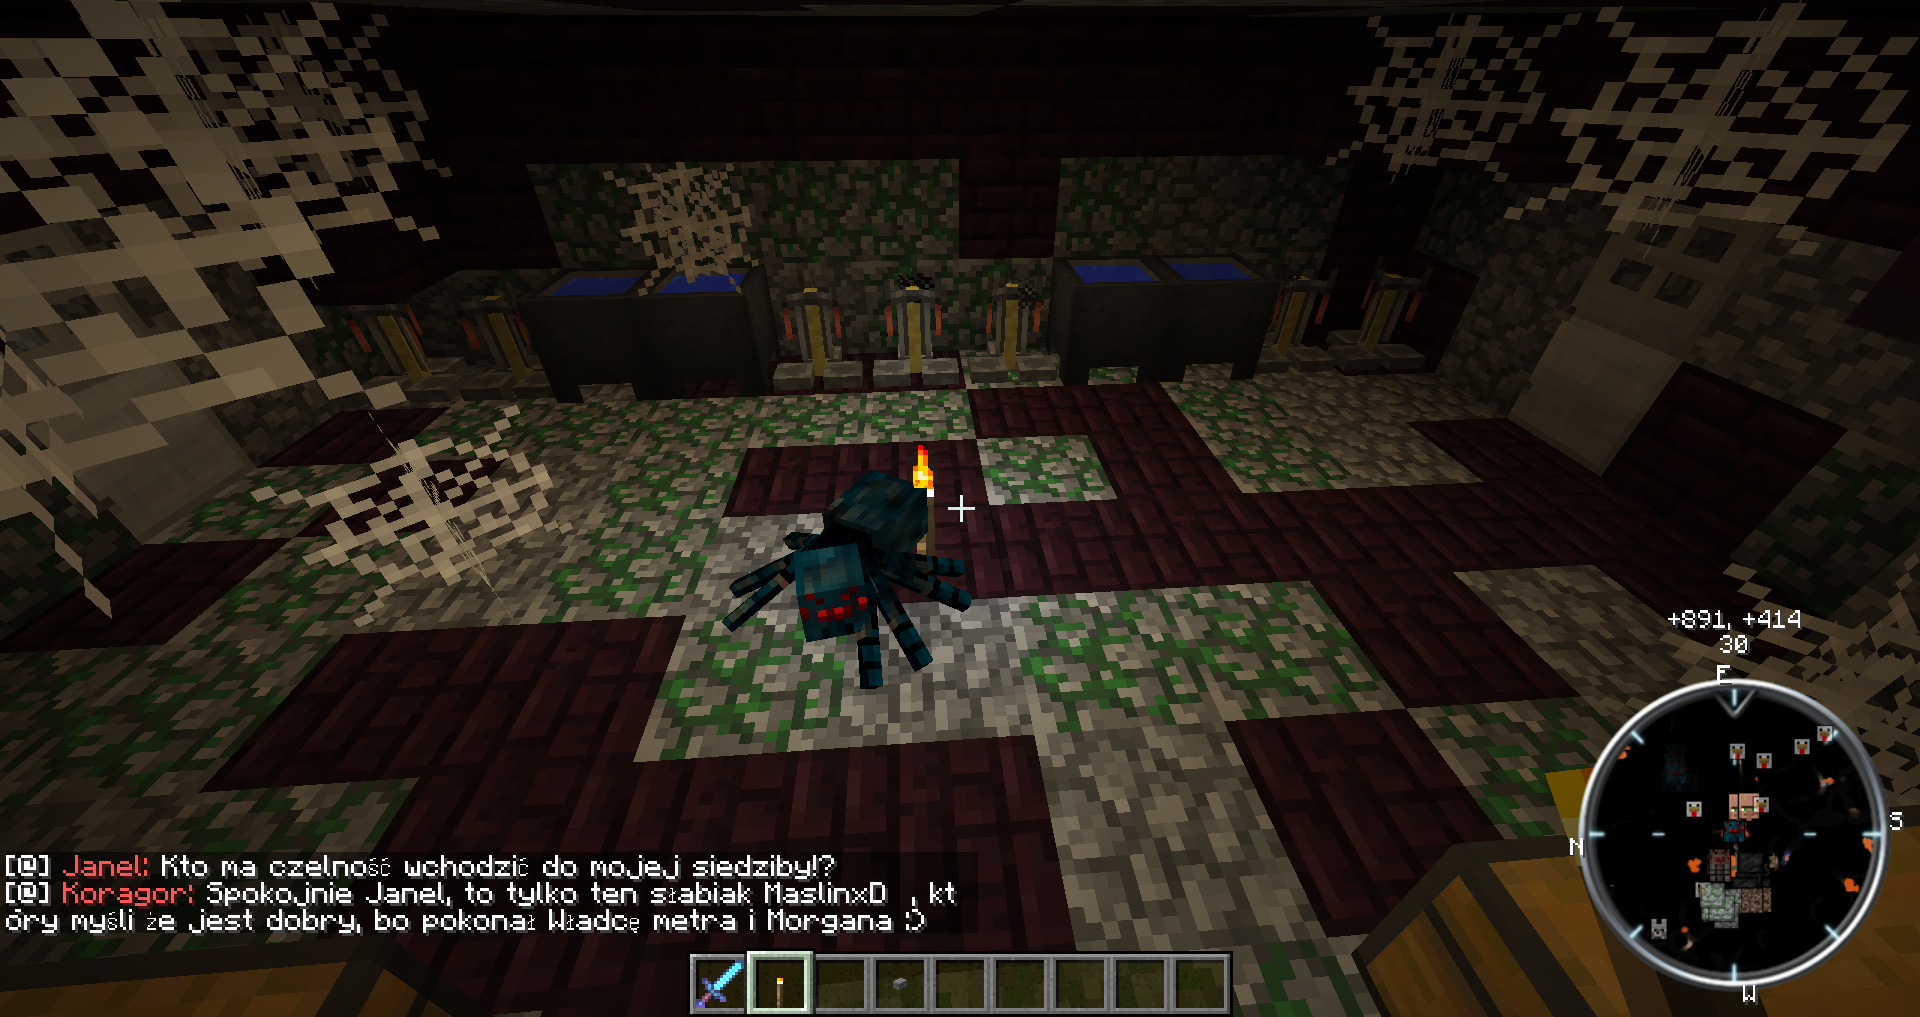 +891, +414
30
E
S
N
[@] Janel: Kto ma czelność wchodzić do mojej siedziby!?
[@] Koragor: Spokojnie Janel, to tylko ten słabiak MaslinxD , kt
óry myśli że jest dobry, bo pokonał Władcę metra i Morgana :)
W